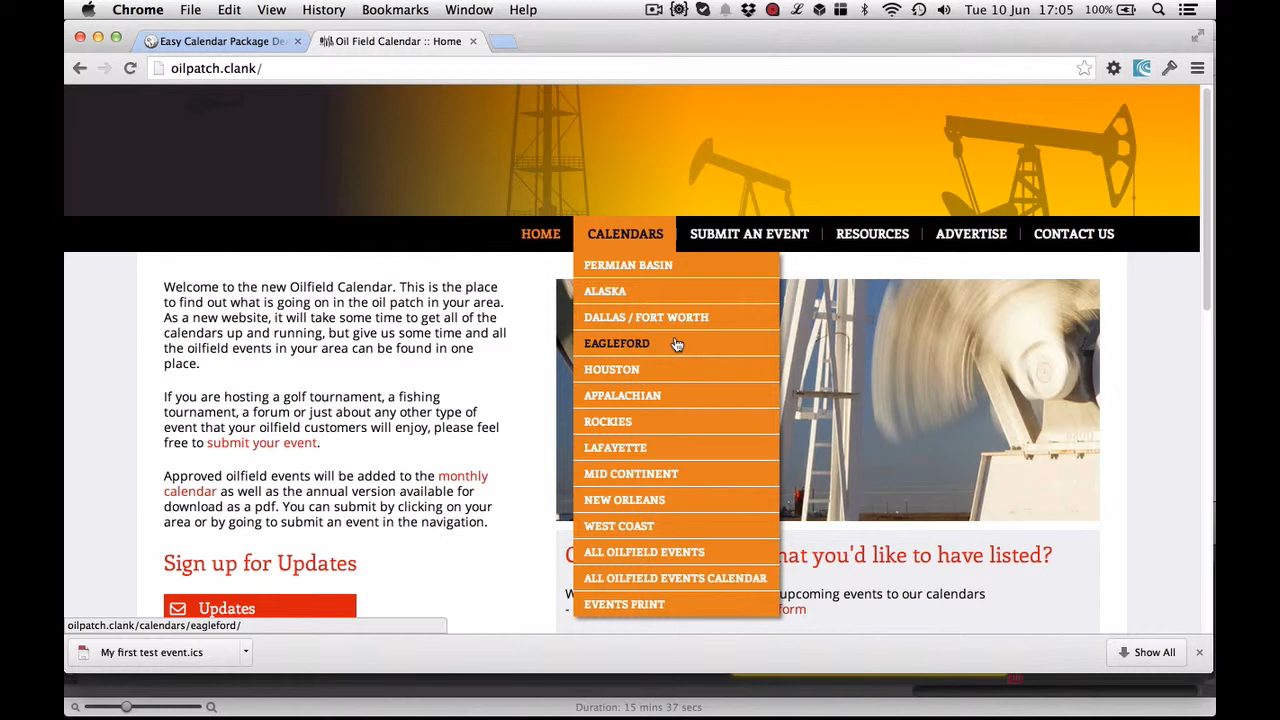 Chrome File Edit View History Bookmarks Window Help Tue 10 Jun 17:05 100%
Easy Calendar Package De
Oil Field Calendar :: Home
oilpatch.clank/
HOME
CALENDARS
SUBMIT AN EVENT
RESOURCES
ADVERTISE
CONTACT US
PERMIAN BASIN
ALASKA
DALLAS / FORT WORTH
EAGLEFORD
HOUSTON
APPALACHIAN
ROCKIES
LAFAYETTE
MID CONTINENT
NEW ORLEANS
WEST COAST
ALL OILFIELD EVENTS
ALL OILFIELD EVENTS CALENDAR
EVENTS PRINT
Welcome to the new Oilfield Calendar. This is the place
to find out what is going on in the oil patch in your area.
As a new website, it will take some time to get all of the
calendars up and running, but give us some time and all
the oilfield events in your area can be found in one
place.
If you are hosting a golf tournament, a fishing
tournament, a forum or just about any other type of
event that your oilfield customers will enjoy, please feel
free to submit your event.
Approved oilfield events will be added to the monthly
calendar as well as the annual version available for
download as a pdf. You can submit by clicking on your
area or by going to submit an event in the navigation.
Sign up for Updates
Updates
hat you'd like to have listed?
upcoming events to our calendars
- form
oilpatch.clank/calendars/eagleford/
My first test event.ics
Show All
Duration: 15 mins 37 secs